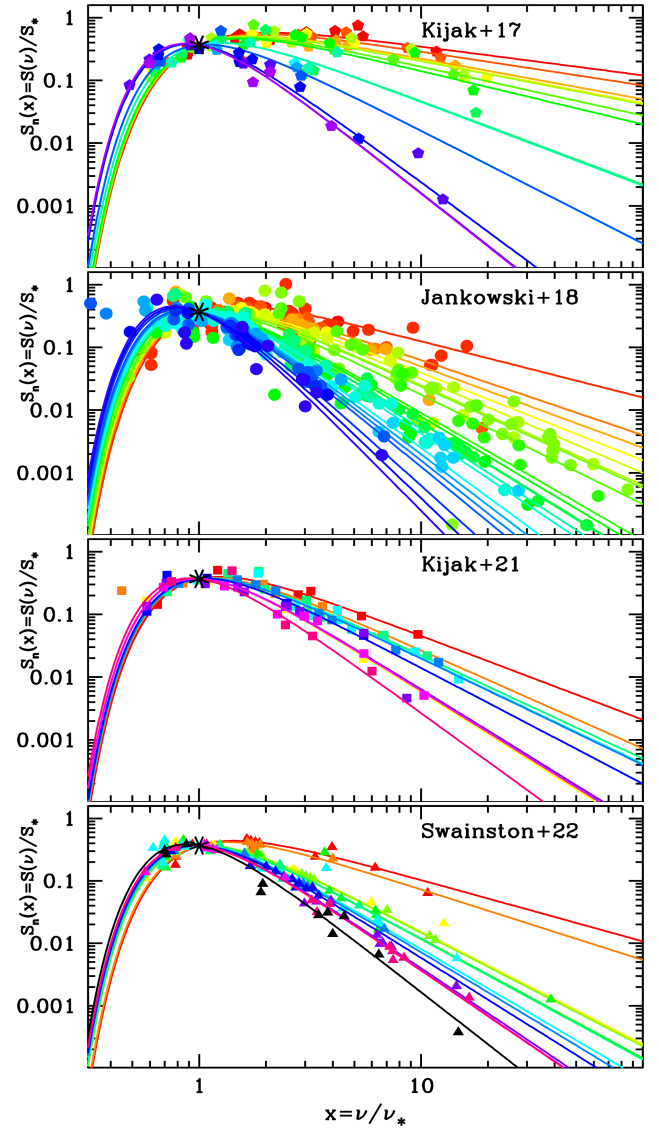 Kijak+17
1
0.1
0.01
0.001
S_n(x)=S(ν)/S_*
Jankowski+18
1
0.1
0.01
0.001
S_n(x)=S(ν)/S_*
Kijak+21
1
0.1
0.01
0.001
S_n(x)=S(ν)/S_*
Swainston+22
1
0.1
0.01
0.001
S_n(x)=S(ν)/S_*
1 10
x=ν/ν_*